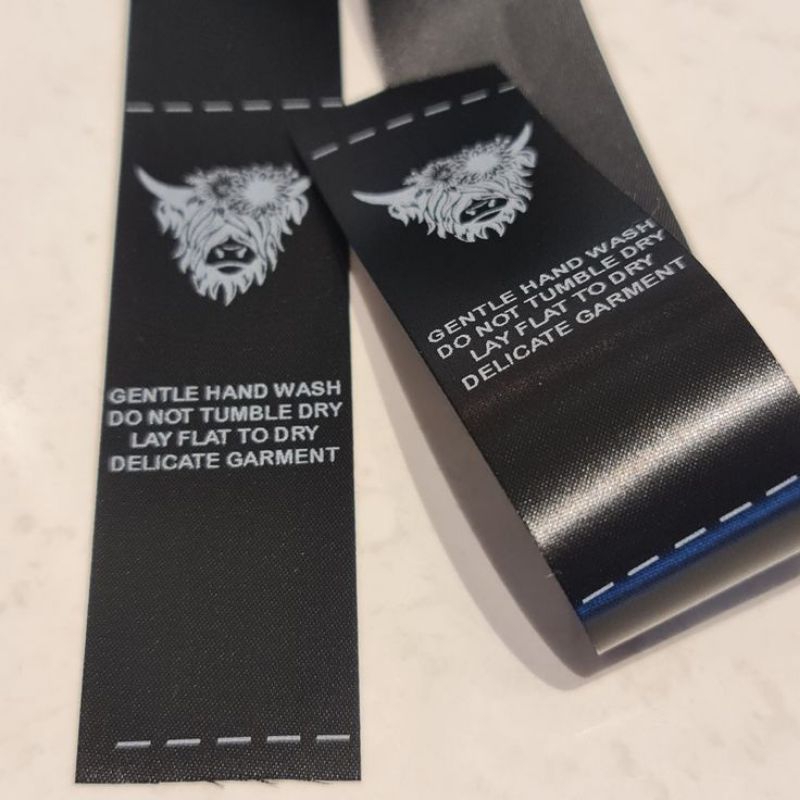 GENTLE HAND WASH
DO NOT TUMBLE DRY
LAY FLAT TO DRY
DELICATE GARMENT
GENTLE HAND WASH
DO NOT TUMBLE DRY
LAY FLAT TO DRY
DELICATE GARMENT